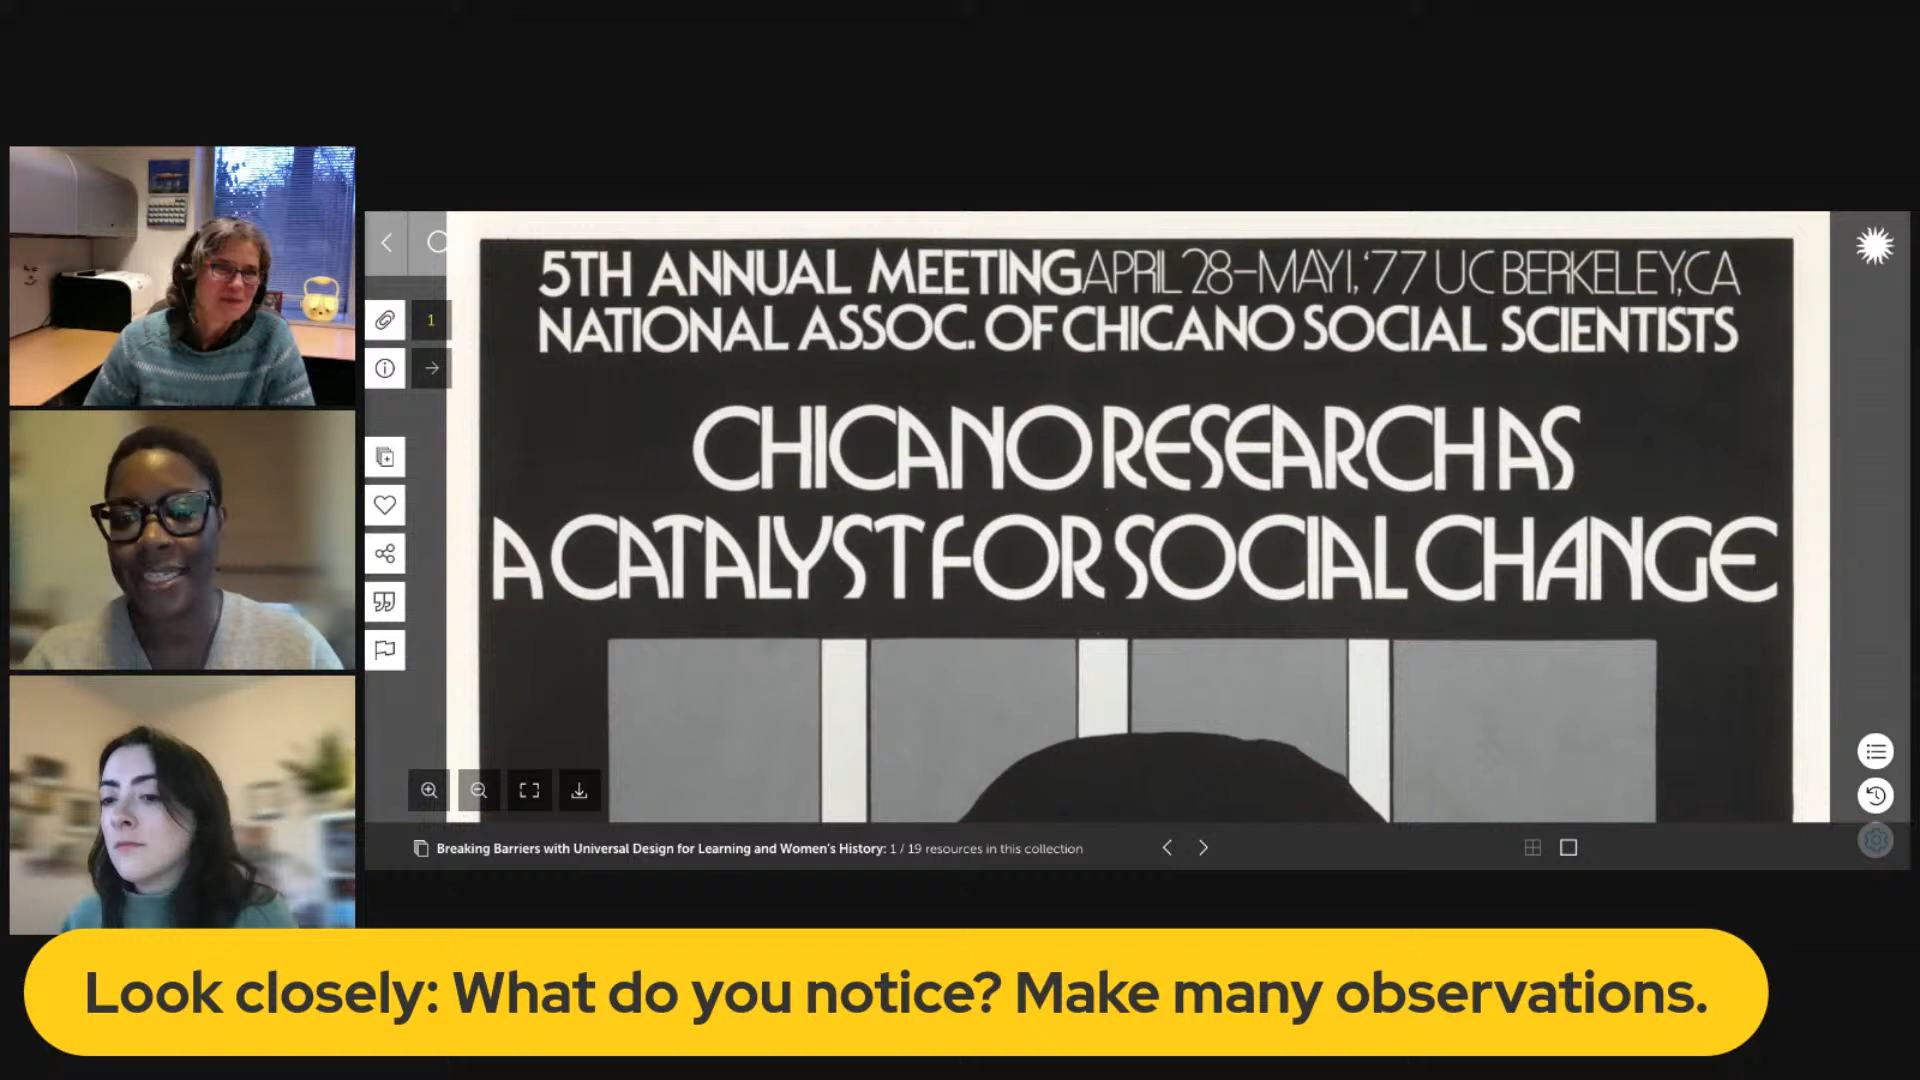 5TH ANNUAL MEETING APRIL 28–MAY 1, '77 UC BERKELEY, CA
NATIONAL ASSOC. OF CHICANO SOCIAL SCIENTISTS
CHICANO RESEARCH AS
A CATALYST FOR SOCIAL CHANGE
1
Breaking Barriers with Universal Design for Learning and Women's History: 1 / 19 resources in this collection
Look closely: What do you notice? Make many observations.